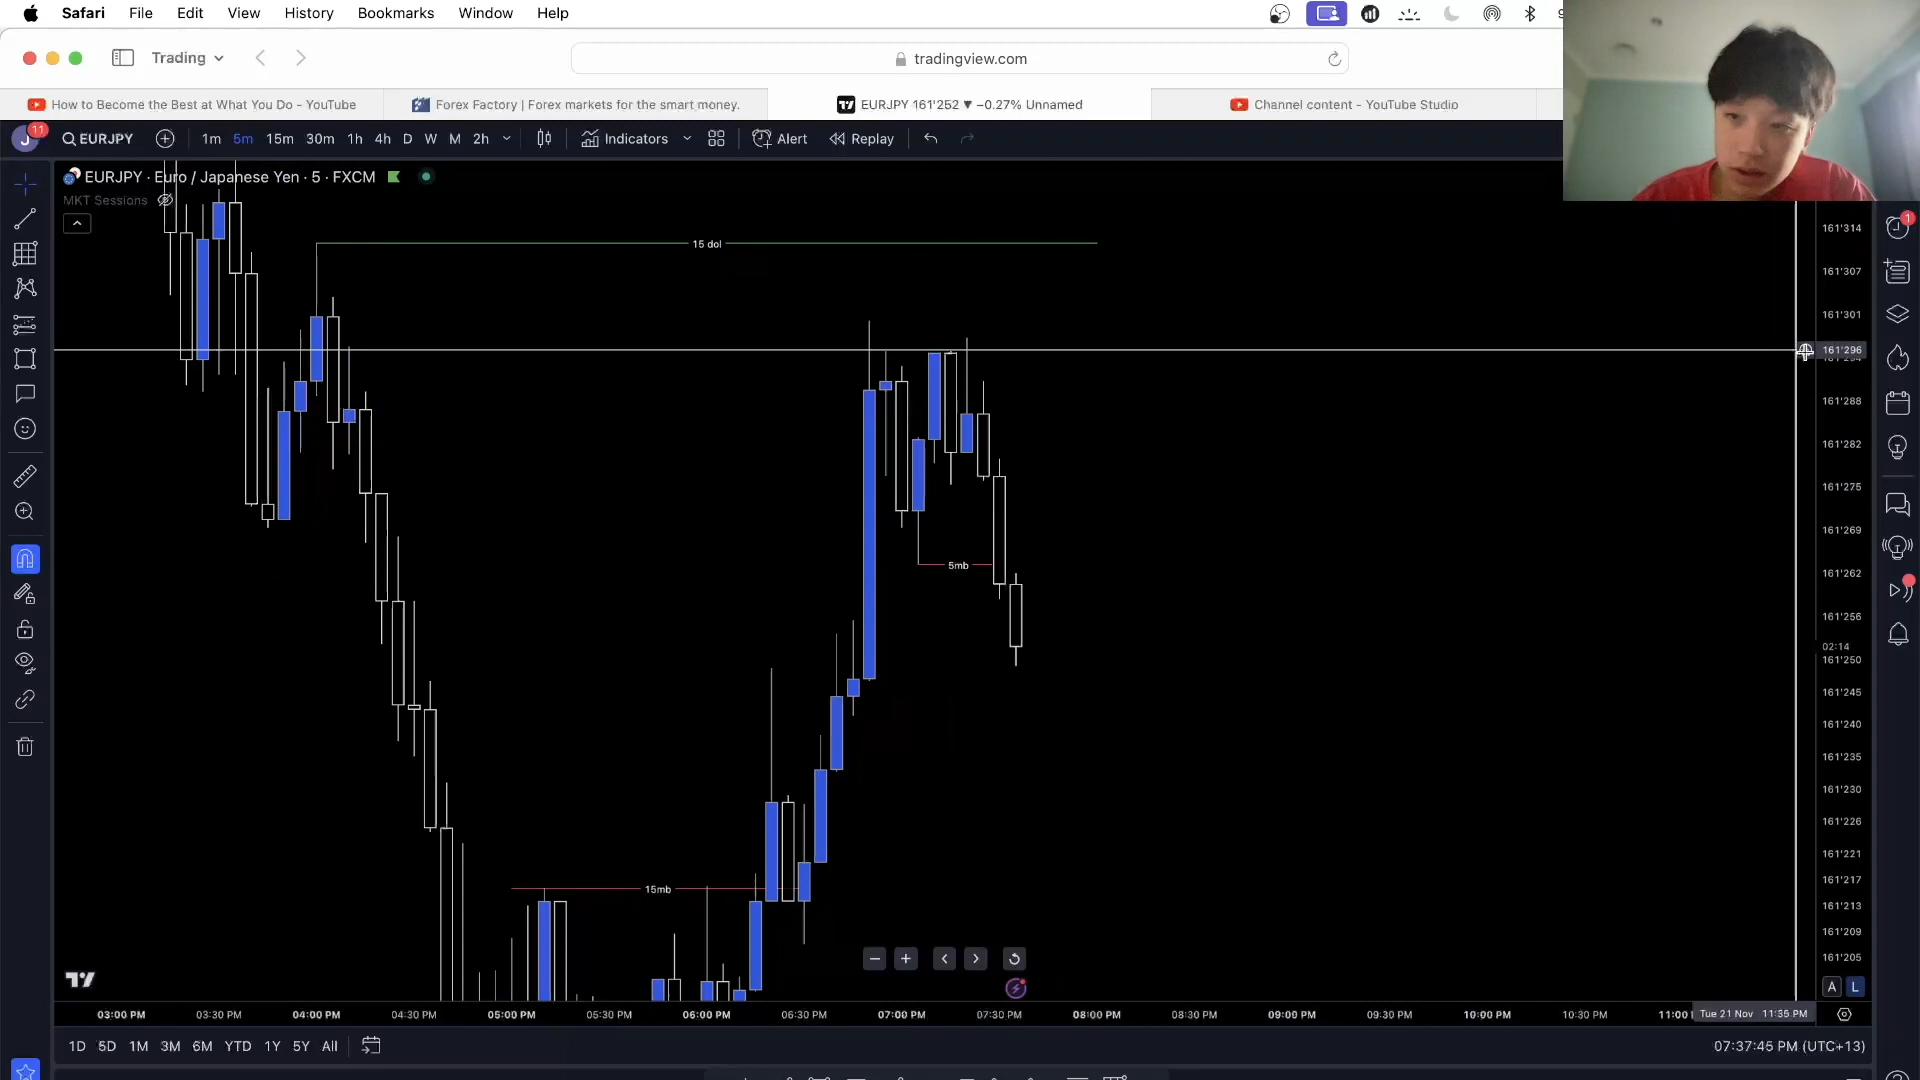 Safari File Edit View History Bookmarks Window Help
Trading
tradingview.com
How to Become the Best at What You Do - YouTube
Forex Factory | Forex markets for the smart money.
EURJPY 161'252 ▼ −0.27% Unnamed
Channel content - YouTube Studio
J 11 EURJPY 1m 5m 15m 30m 1h 4h D W M 2h Indicators Alert Replay
EURJPY · Euro / Japanese Yen · 5 · FXCM
MKT Sessions
15 dol
5mb
15mb
1
161'314
161'307
161'301
161'296
161'288
161'282
161'275
161'269
161'262
161'256
02:14
161'250
161'245
161'240
161'235
161'230
161'226
161'221
161'217
161'213
161'209
161'205
A L
03:00 PM 03:30 PM 04:00 PM 04:30 PM 05:00 PM 05:30 PM 06:00 PM 06:30 PM 07:00 PM 07:30 PM 08:00 PM 08:30 PM 09:00 PM 09:30 PM 10:00 PM 10:30 PM 11:00 Tue 21 Nov 11:35 PM
1D 5D 1M 3M 6M YTD 1Y 5Y All
07:37:45 PM (UTC+13)